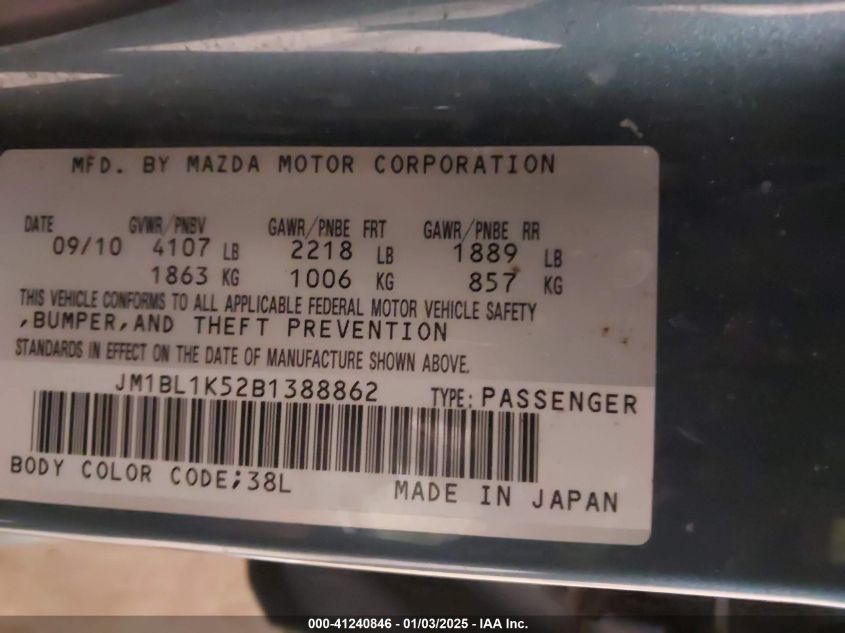 MFD. BY MAZDA MOTOR CORPORATION
DATE GVWR/PNBV GAWR/PNBE FRT GAWR/PNBE RR
09/10 4107 LB 2218 LB 1889 LB
1863 KG 1006 KG 857 KG
THIS VEHICLE CONFORMS TO ALL APPLICABLE FEDERAL MOTOR VEHICLE SAFETY
,BUMPER,AND THEFT PREVENTION
STANDARDS IN EFFECT ON THE DATE OF MANUFACTURE SHOWN ABOVE.
JM1BL1K52B1388862 TYPE: PASSENGER
BODY COLOR CODE;38L MADE IN JAPAN
000-41240846 - 01/03/2025 - IAA Inc.